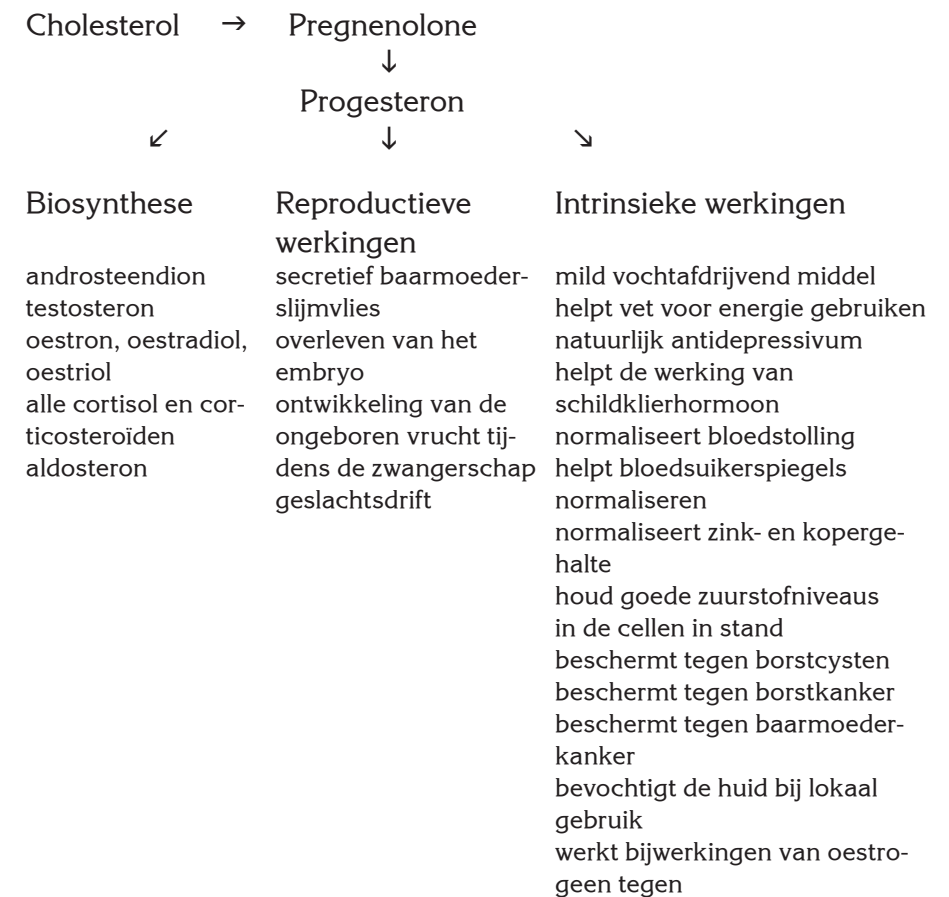 Cholesterol → Pregnenolone
↓
Progesteron
↙ ↓ ↘
Biosynthese
androsteendion
testosteron
oestron, oestradiol,
oestriol
alle cortisol en cor-
ticosteroïden
aldosteron
Reproductieve
werkingen
secretief baarmoeder-
slijmvlies
overleven van het
embryo
ontwikkeling van de
ongeboren vrucht tij-
dens de zwangerschap
geslachtsdrift
Intrinsieke werkingen
mild vochtafdrijvend middel
helpt vet voor energie gebruiken
natuurlijk antidepressivum
helpt de werking van
schildklierhormoon
normaliseert bloedstolling
helpt bloedsuikerspiegels
normaliseren
normaliseert zink- en koperge-
halte
houd goede zuurstofniveaus
in de cellen in stand
beschermt tegen borstcysten
beschermt tegen borstkanker
beschermt tegen baarmoeder-
kanker
bevochtigt de huid bij lokaal
gebruik
werkt bijwerkingen van oestro-
geen tegen